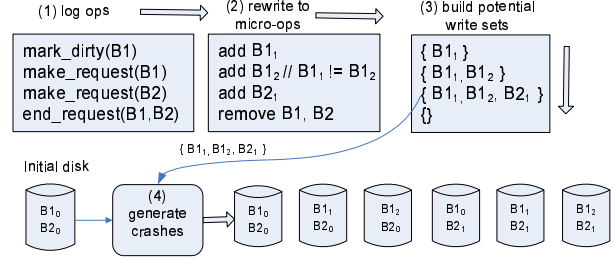 (1) log ops
(2) rewrite to micro-ops
(3) build potential write sets
mark_dirty(B1)
make_request(B1)
make_request(B2)
end_request(B1,B2)
add B1₁
add B1₂ // B1₁ != B1₂
add B2₁
remove B1, B2
{ B1₁ }
{ B1₁, B1₂ }
{ B1₁, B1₂, B2₁ }
{}
{ B1₁, B1₂, B2₁ }
Initial disk
B1₀
B2₀
(4)
generate
crashes
B1₀
B2₀
B1₁
B2₀
B1₂
B2₀
B1₀
B2₁
B1₁
B2₁
B1₂
B2₁